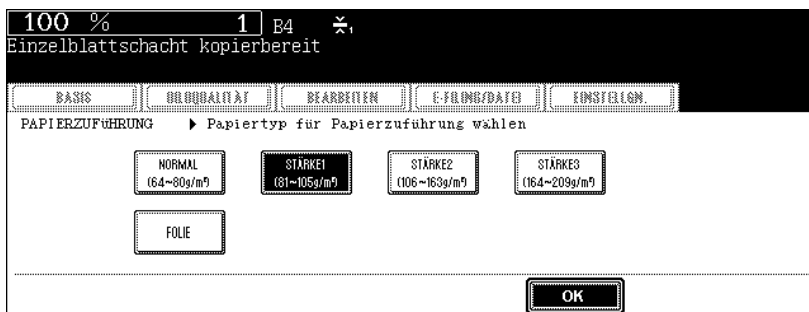 100 % 1 B4 1
Einzelblattschacht kopierbereit
BASIS BILDQUALITÄT BEARBEITEN E-FILING/DATEI EINSTELLGN.
PAPIERZUFüHRUNG ▶ Papiertyp für Papierzuführung wählen
NORMAL STÄRKE1 STÄRKE2 STÄRKE3
(64~80g/m²) (81~105g/m²) (106~163g/m²) (164~209g/m²)
FOLIE
OK